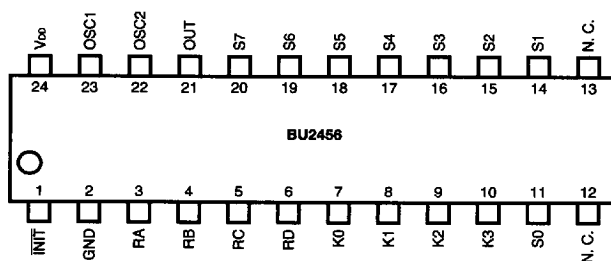 VDD OSC1 OSC2 OUT S7 S6 S5 S4 S3 S2 S1 N. C.
24 23 22 21 20 19 18 17 16 15 14 13
BU2456
1 2 3 4 5 6 7 8 9 10 11 12
INIT GND RA RB RC RD K0 K1 K2 K3 S0 N. C.